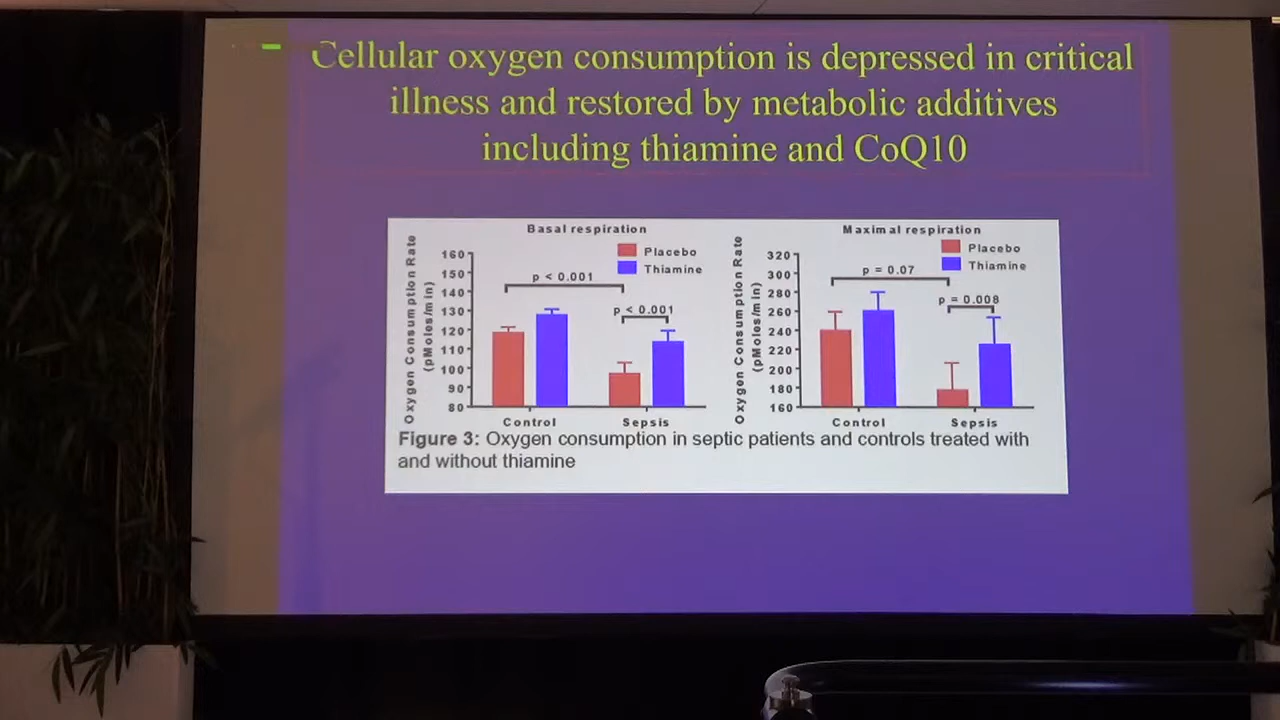 Cellular oxygen consumption is depressed in critical
illness and restored by metabolic additives
including thiamine and CoQ10
Basal respiration
Placebo
Thiamine
Oxygen Consumption Rate
(pMoles/min)
160
150
140
130
120
110
100
90
80
p < 0.001
p < 0.001
Control
Sepsis
Maximal respiration
Placebo
Thiamine
Oxygen Consumption Rate
(pMoles/min)
320
300
280
260
240
220
200
180
160
p = 0.07
p = 0.008
Control
Sepsis
Figure 3: Oxygen consumption in septic patients and controls treated with
and without thiamine